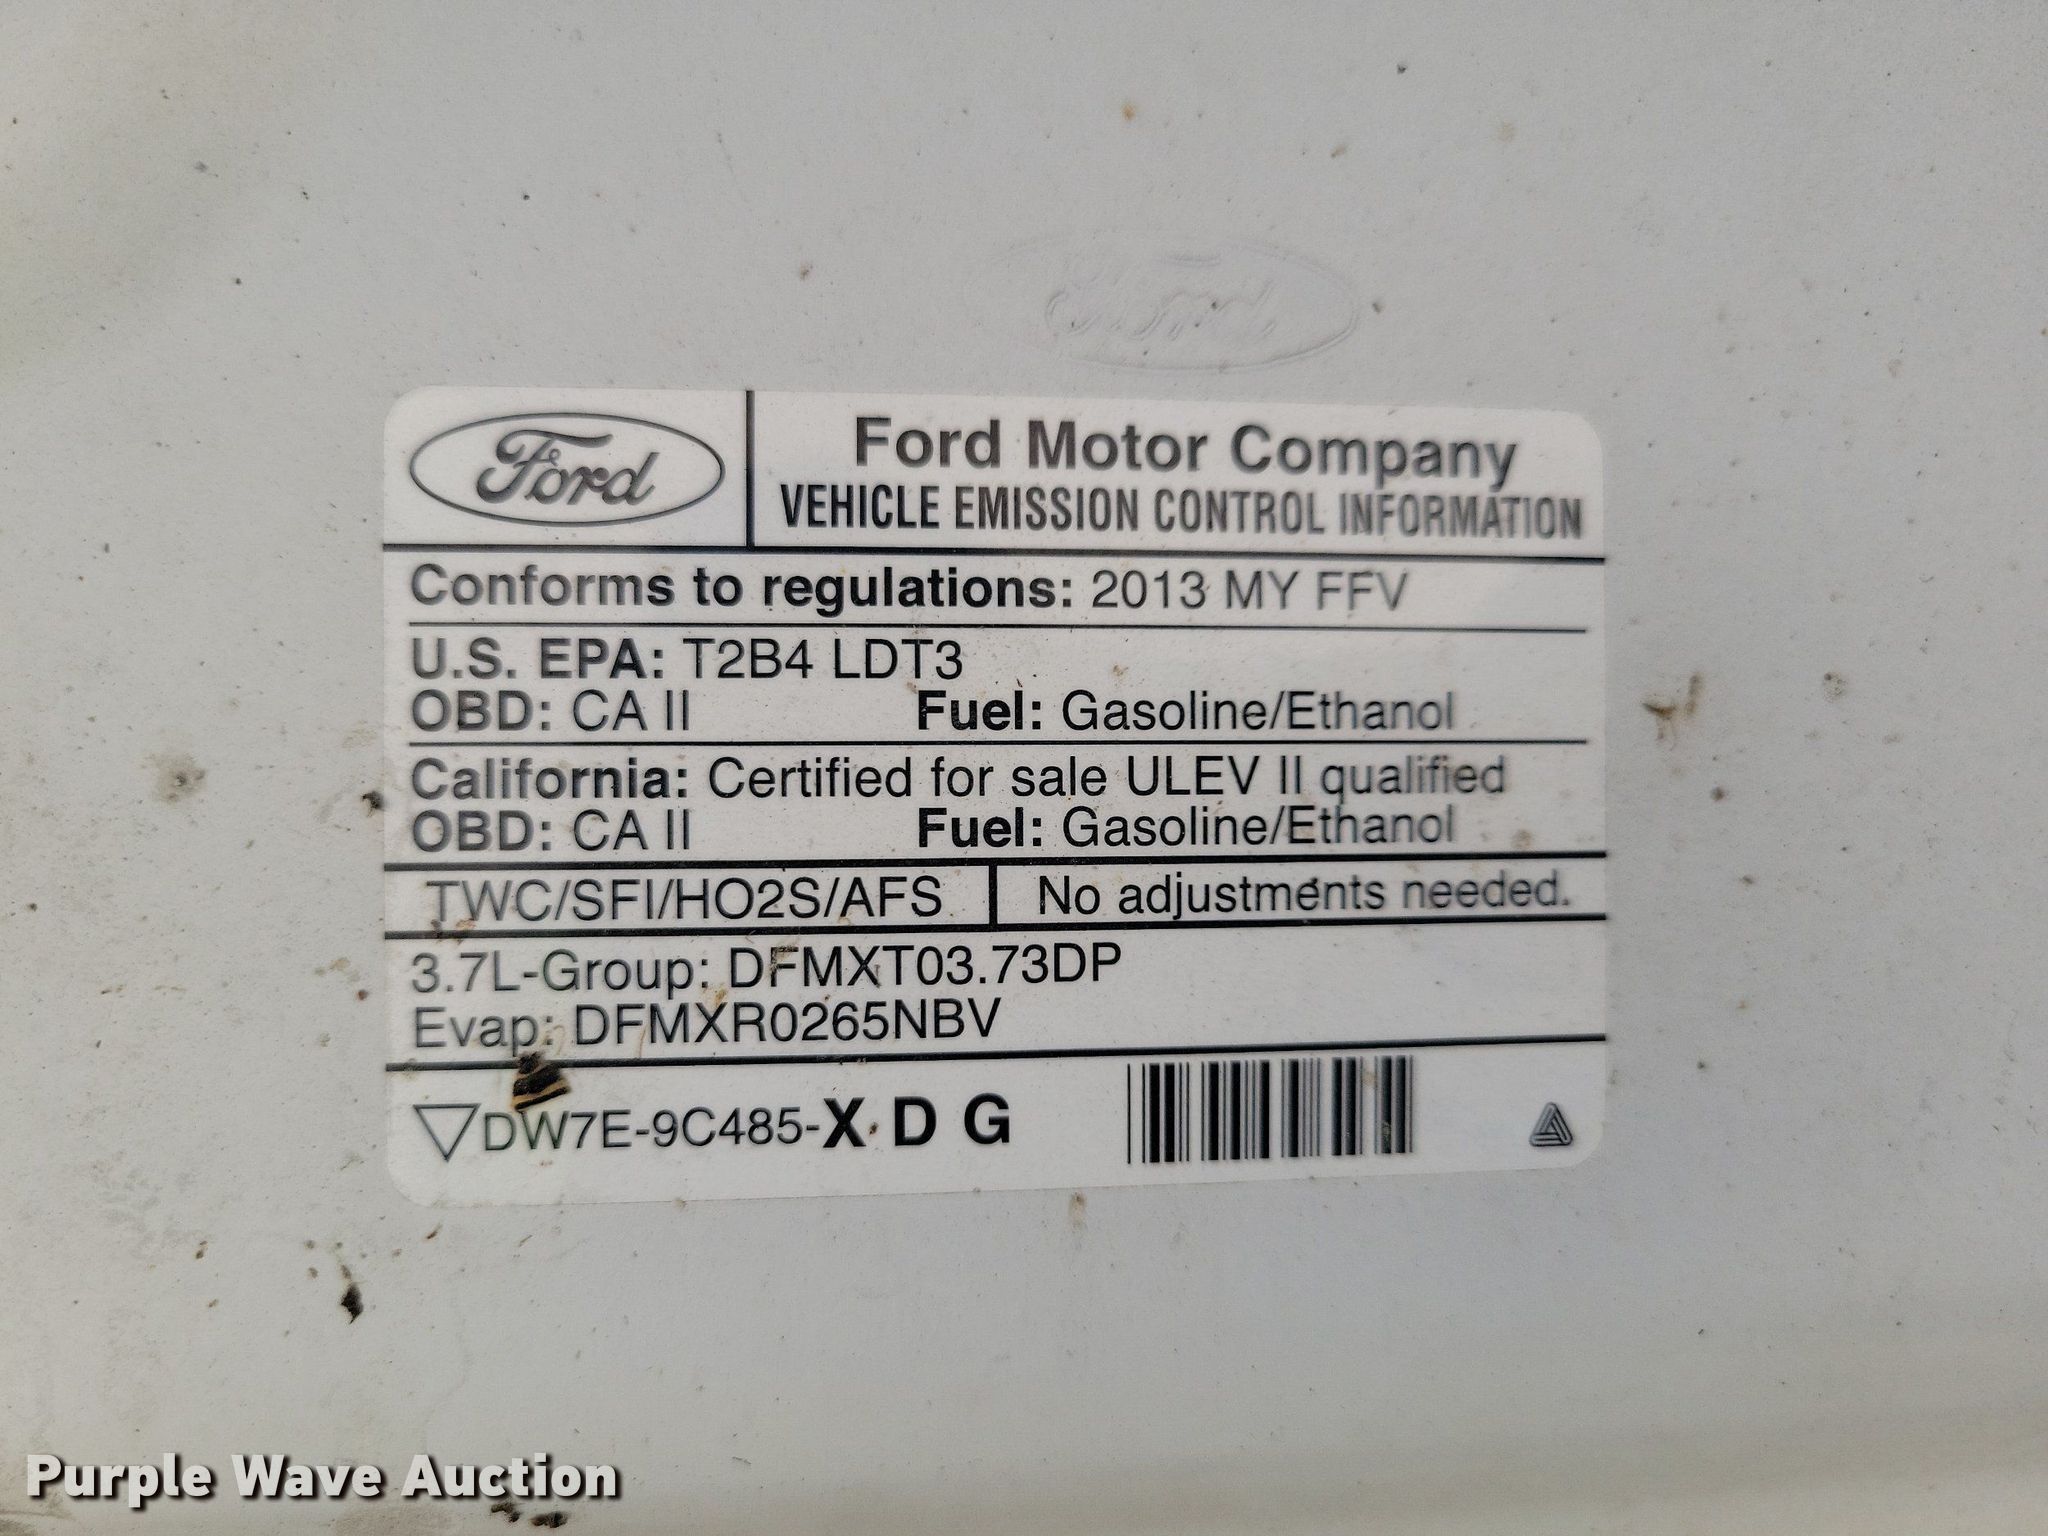 Ford
Ford
Ford Motor Company
VEHICLE EMISSION CONTROL INFORMATION
Conforms to regulations: 2013 MY FFV
U.S. EPA: T2B4 LDT3
OBD: CA II Fuel: Gasoline/Ethanol
California: Certified for sale ULEV II qualified
OBD: CA II Fuel: Gasoline/Ethanol
TWC/SFI/HO2S/AFS No adjustments needed.
3.7L-Group: DFMXT03.73DP
Evap: DFMXR0265NBV
DW7E-9C485-X D G
Purple Wave Auction